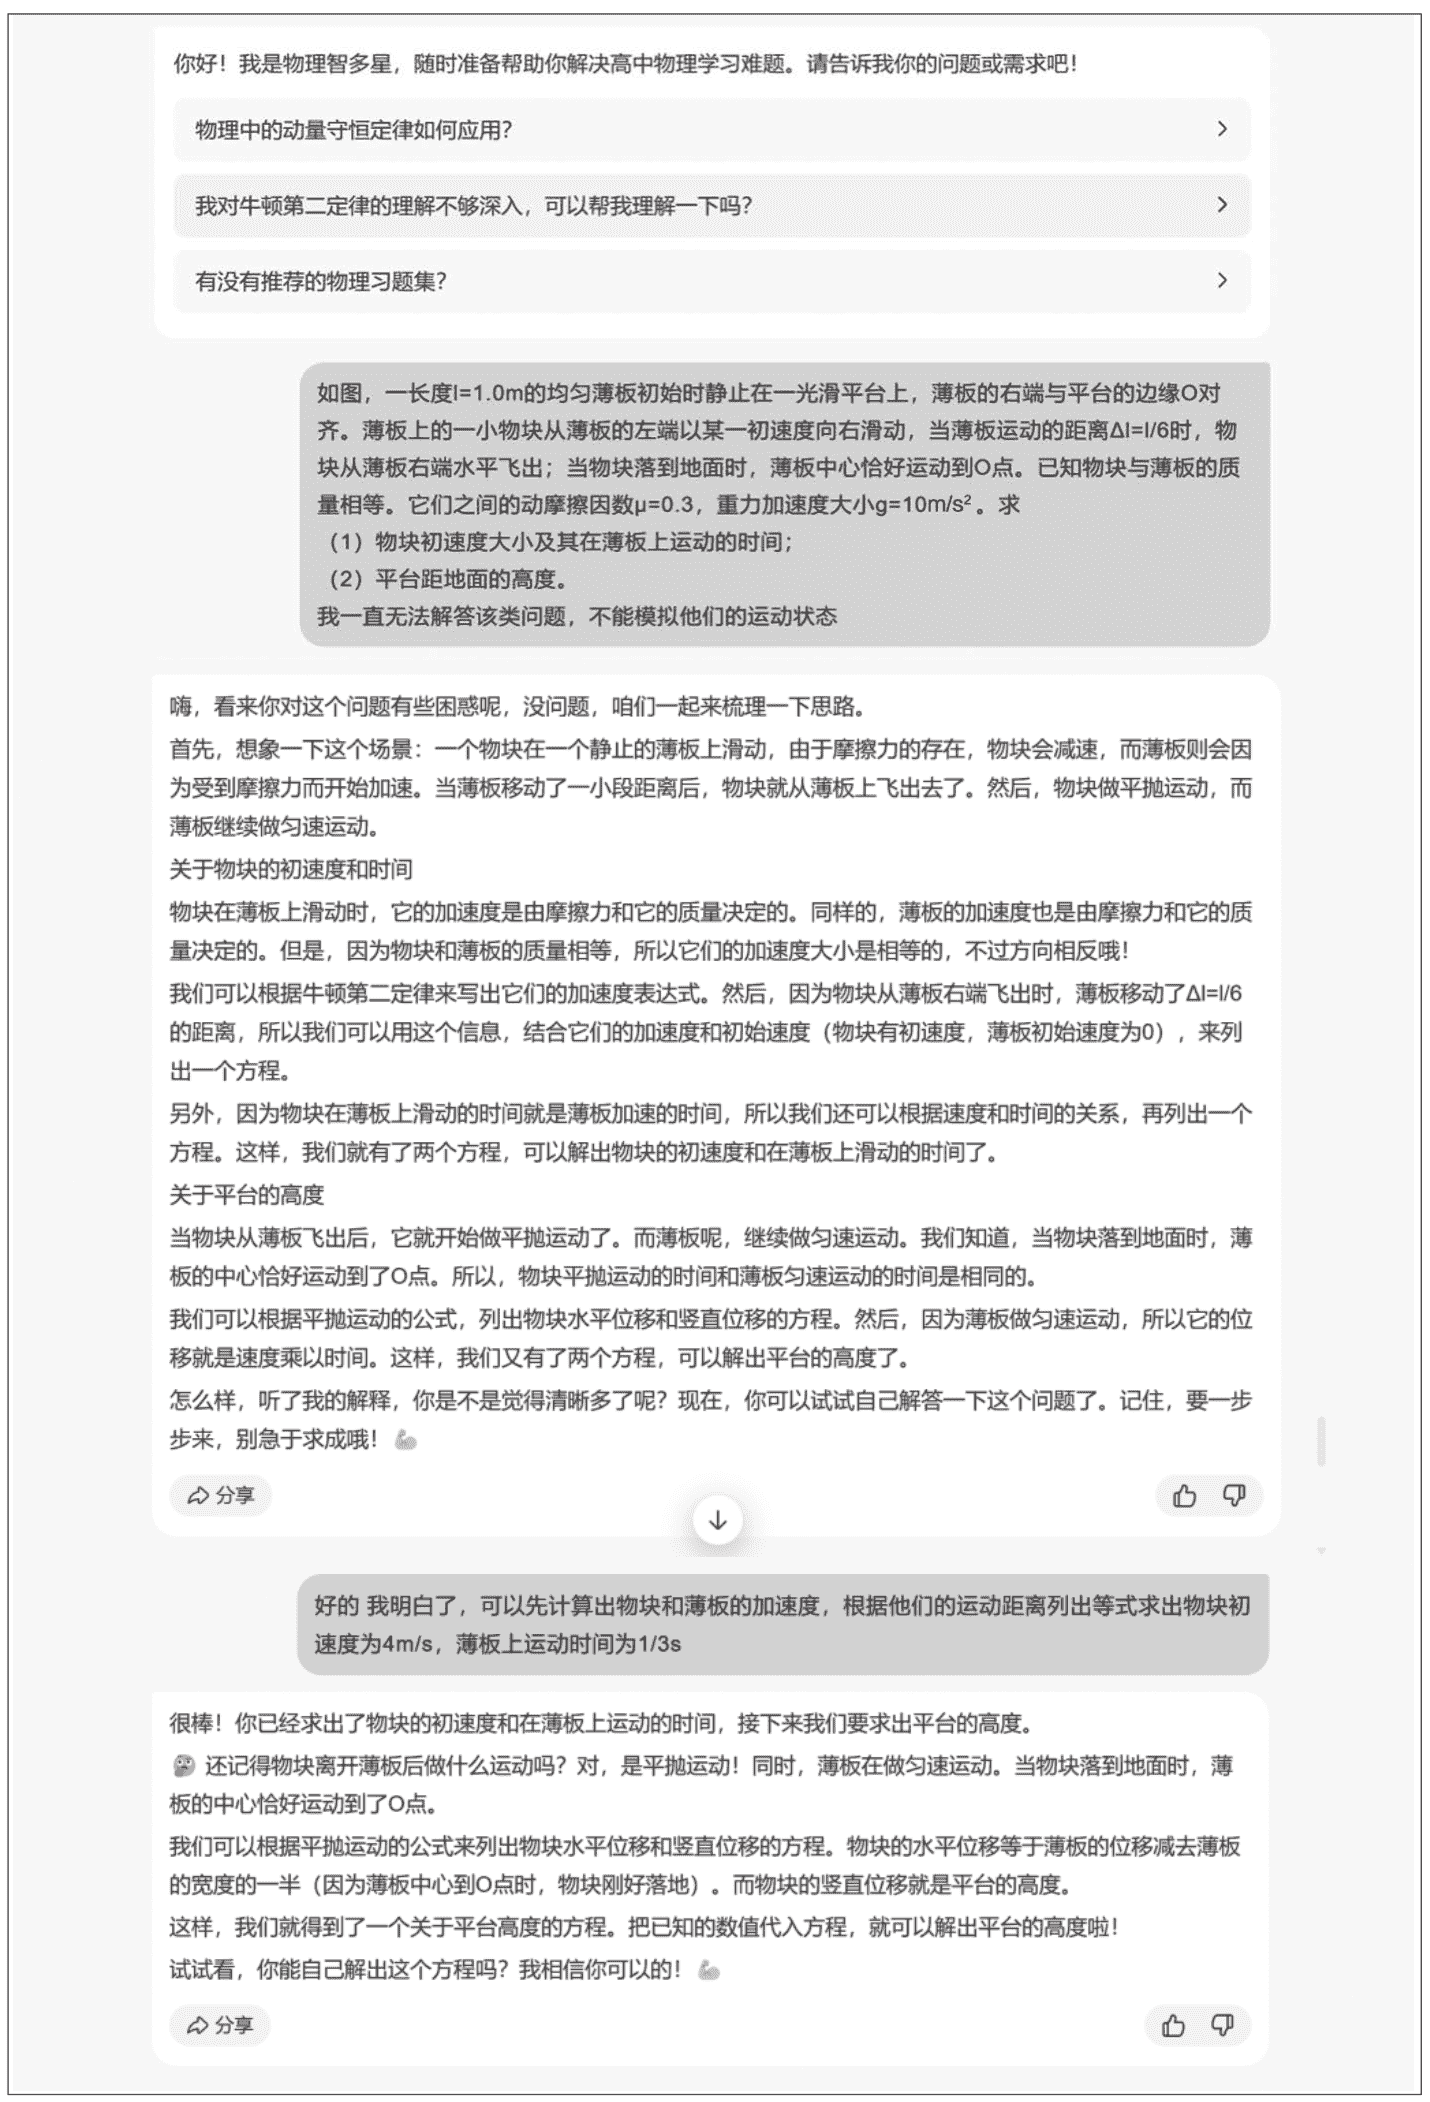 你好！我是物理智多星，随时准备帮助你解决高中物理学习难题。请告诉我你的问题或需求吧！
物理中的动量守恒定律如何应用？
我对牛顿第二定律的理解不够深入，可以帮我理解一下吗？
有没有推荐的物理习题集？
如图，一长度l=1.0m的均匀薄板初始时静止在一光滑平台上，薄板的右端与平台的边缘O对
齐。薄板上的一小物块从薄板的左端以某一初速度向右滑动，当薄板运动的距离Δl=l/6时，物
块从薄板右端水平飞出；当物块落到地面时，薄板中心恰好运动到O点。已知物块与薄板的质
量相等。它们之间的动摩擦因数μ=0.3，重力加速度大小g=10m/s²。求
（1）物块初速度大小及其在薄板上运动的时间；
（2）平台距地面的高度。
我一直无法解答该类问题，不能模拟他们的运动状态
嗨，看来你对这个问题有些困惑呢，没问题，咱们一起来梳理一下思路。
首先，想象一下这个场景：一个物块在一个静止的薄板上滑动，由于摩擦力的存在，物块会减速，而薄板则会因
为受到摩擦力而开始加速。当薄板移动了一小段距离后，物块就从薄板上飞出去了。然后，物块做平抛运动，而
薄板继续做匀速运动。
关于物块的初速度和时间
物块在薄板上滑动时，它的加速度是由摩擦力和它的质量决定的。同样的，薄板的加速度也是由摩擦力和它的质
量决定的。但是，因为物块和薄板的质量相等，所以它们的加速度大小是相等的，不过方向相反哦！
我们可以根据牛顿第二定律来写出它们的加速度表达式。然后，因为物块从薄板右端飞出时，薄板移动了Δl=l/6
的距离，所以我们可以用这个信息，结合它们的加速度和初始速度（物块有初速度，薄板初始速度为0），来列
出一个方程。
另外，因为物块在薄板上滑动的时间就是薄板加速的时间，所以我们还可以根据速度和时间的关系，再列出一个
方程。这样，我们就有了两个方程，可以解出物块的初速度和在薄板上滑动的时间了。
关于平台的高度
当物块从薄板飞出后，它就开始做平抛运动了。而薄板呢，继续做匀速运动。我们知道，当物块落到地面时，薄
板的中心恰好运动到了O点。所以，物块平抛运动的时间和薄板匀速运动的时间是相同的。
我们可以根据平抛运动的公式，列出物块水平位移和竖直位移的方程。然后，因为薄板做匀速运动，所以它的位
移就是速度乘以时间。这样，我们又有了两个方程，可以解出平台的高度了。
怎么样，听了我的解释，你是不是觉得清晰多了呢？现在，你可以试试自己解答一下这个问题了。记住，要一步
步来，别急于求成哦！💪
分享
好的 我明白了，可以先计算出物块和薄板的加速度，根据他们的运动距离列出等式求出物块初
速度为4m/s，薄板上运动时间为1/3s
很棒！你已经求出了物块的初速度和在薄板上运动的时间，接下来我们要求出平台的高度。
🤔 还记得物块离开薄板后做什么运动吗？对，是平抛运动！同时，薄板在做匀速运动。当物块落到地面时，薄
板的中心恰好运动到了O点。
我们可以根据平抛运动的公式来列出物块水平位移和竖直位移的方程。物块的水平位移等于薄板的位移减去薄板
的宽度的一半（因为薄板中心到O点时，物块刚好落地）。而物块的竖直位移就是平台的高度。
这样，我们就得到了一个关于平台高度的方程。把已知的数值代入方程，就可以解出平台的高度啦！
试试看，你能自己解出这个方程吗？我相信你可以的！💪
分享